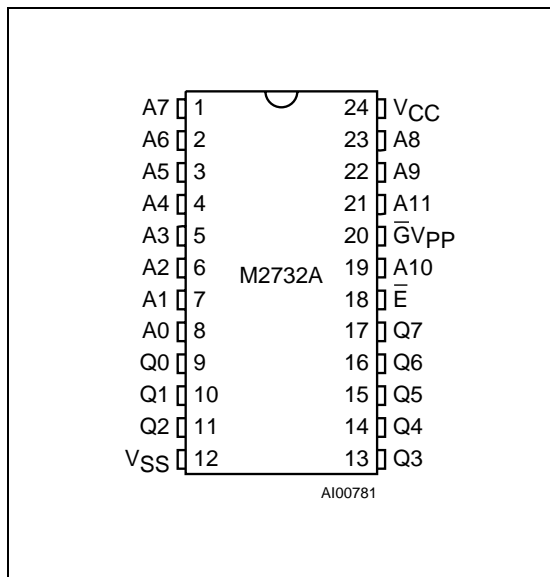 A7 1 24 VCC
A6 2 23 A8
A5 3 22 A9
A4 4 21 A11
A3 5 20 G̅VPP
A2 6 19 A10
M2732A
A1 7 18 E̅
A0 8 17 Q7
Q0 9 16 Q6
Q1 10 15 Q5
Q2 11 14 Q4
VSS 12 13 Q3
AI00781